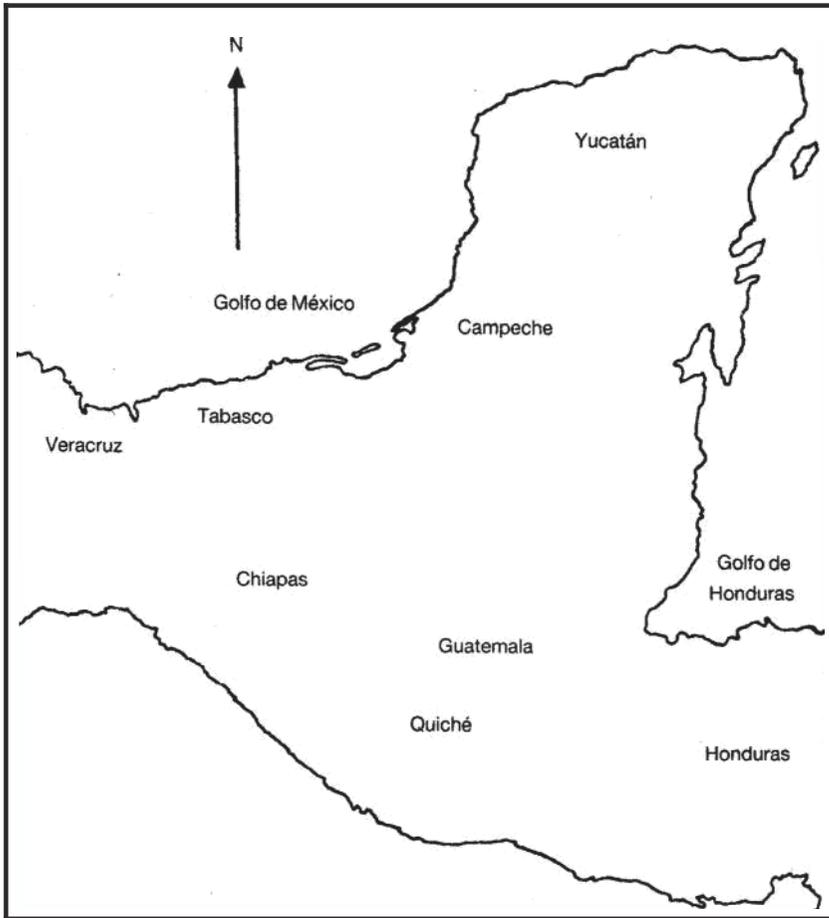 N
Yucatán
Golfo de México
Campeche
Tabasco
Veracruz
Chiapas
Golfo de
Honduras
Guatemala
Quiché
Honduras